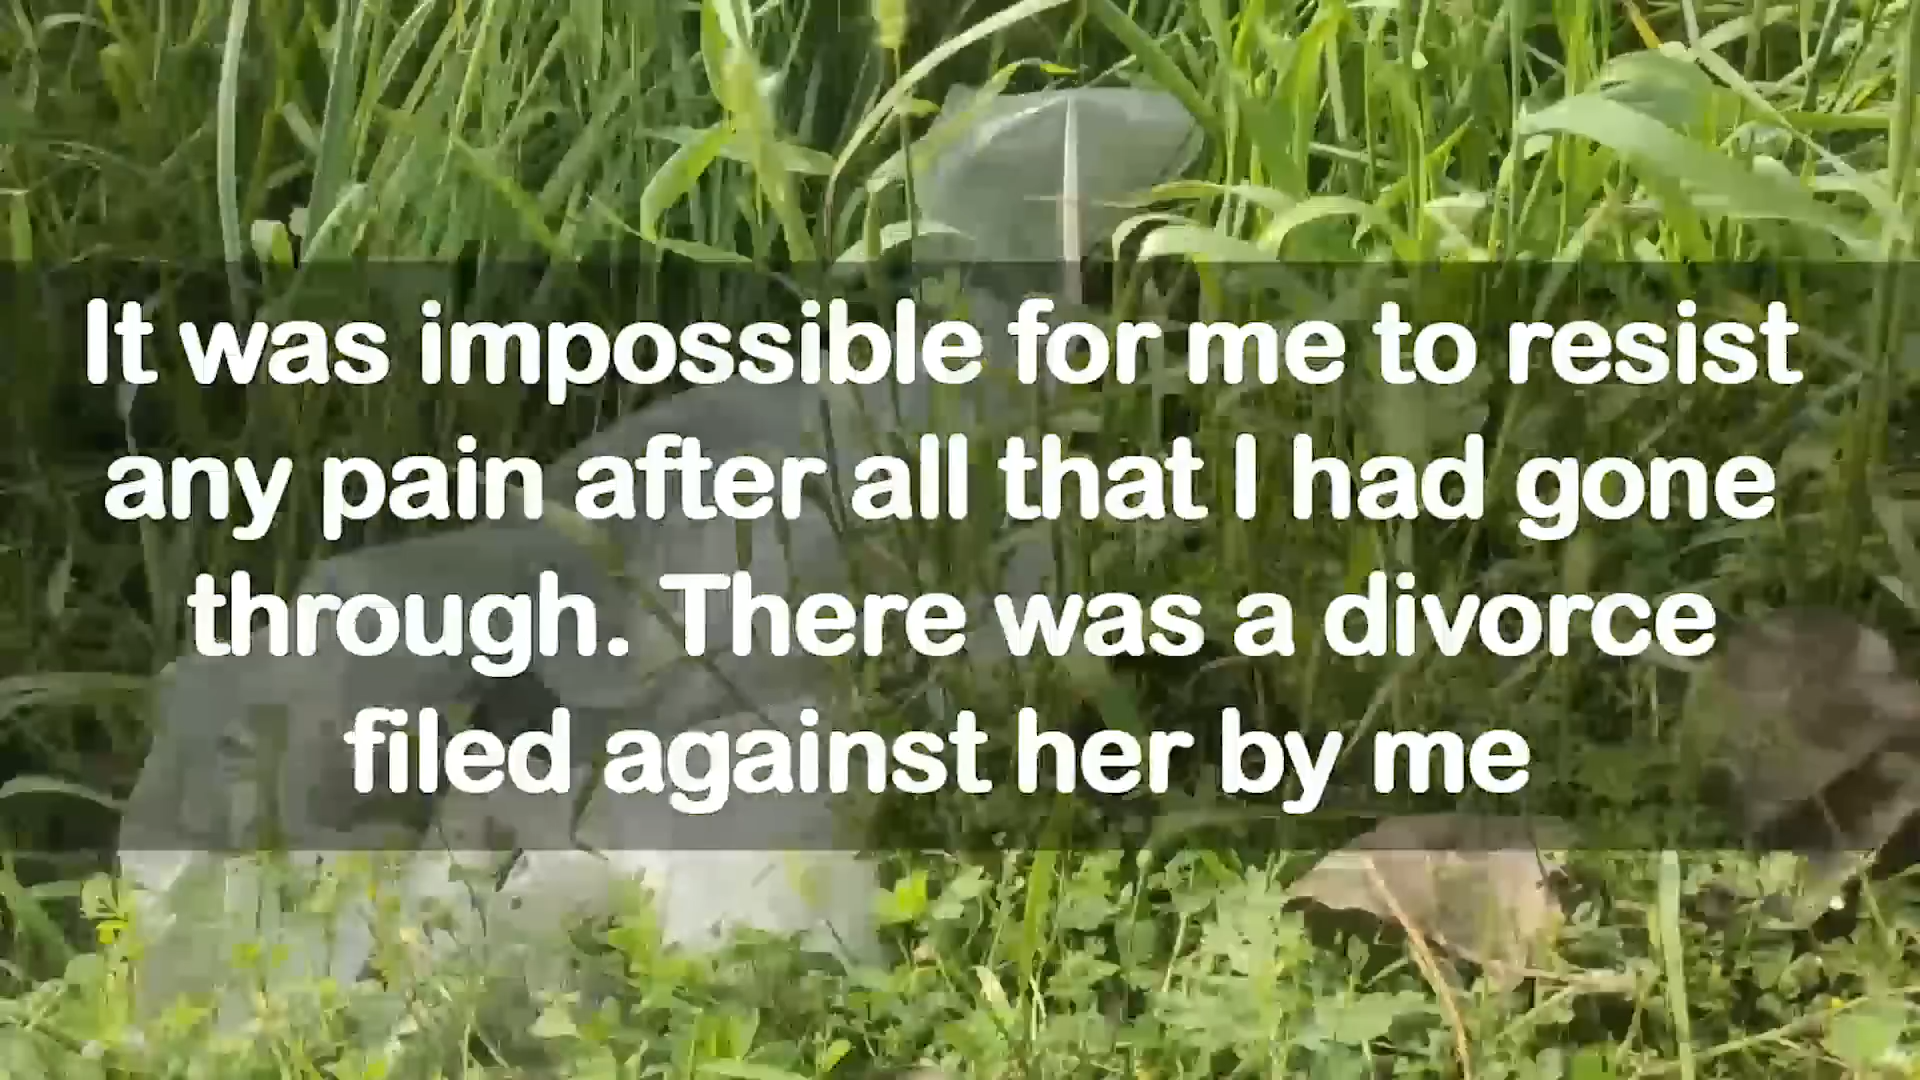 It was impossible for me to resist
any pain after all that I had gone
through. There was a divorce
filed against her by me